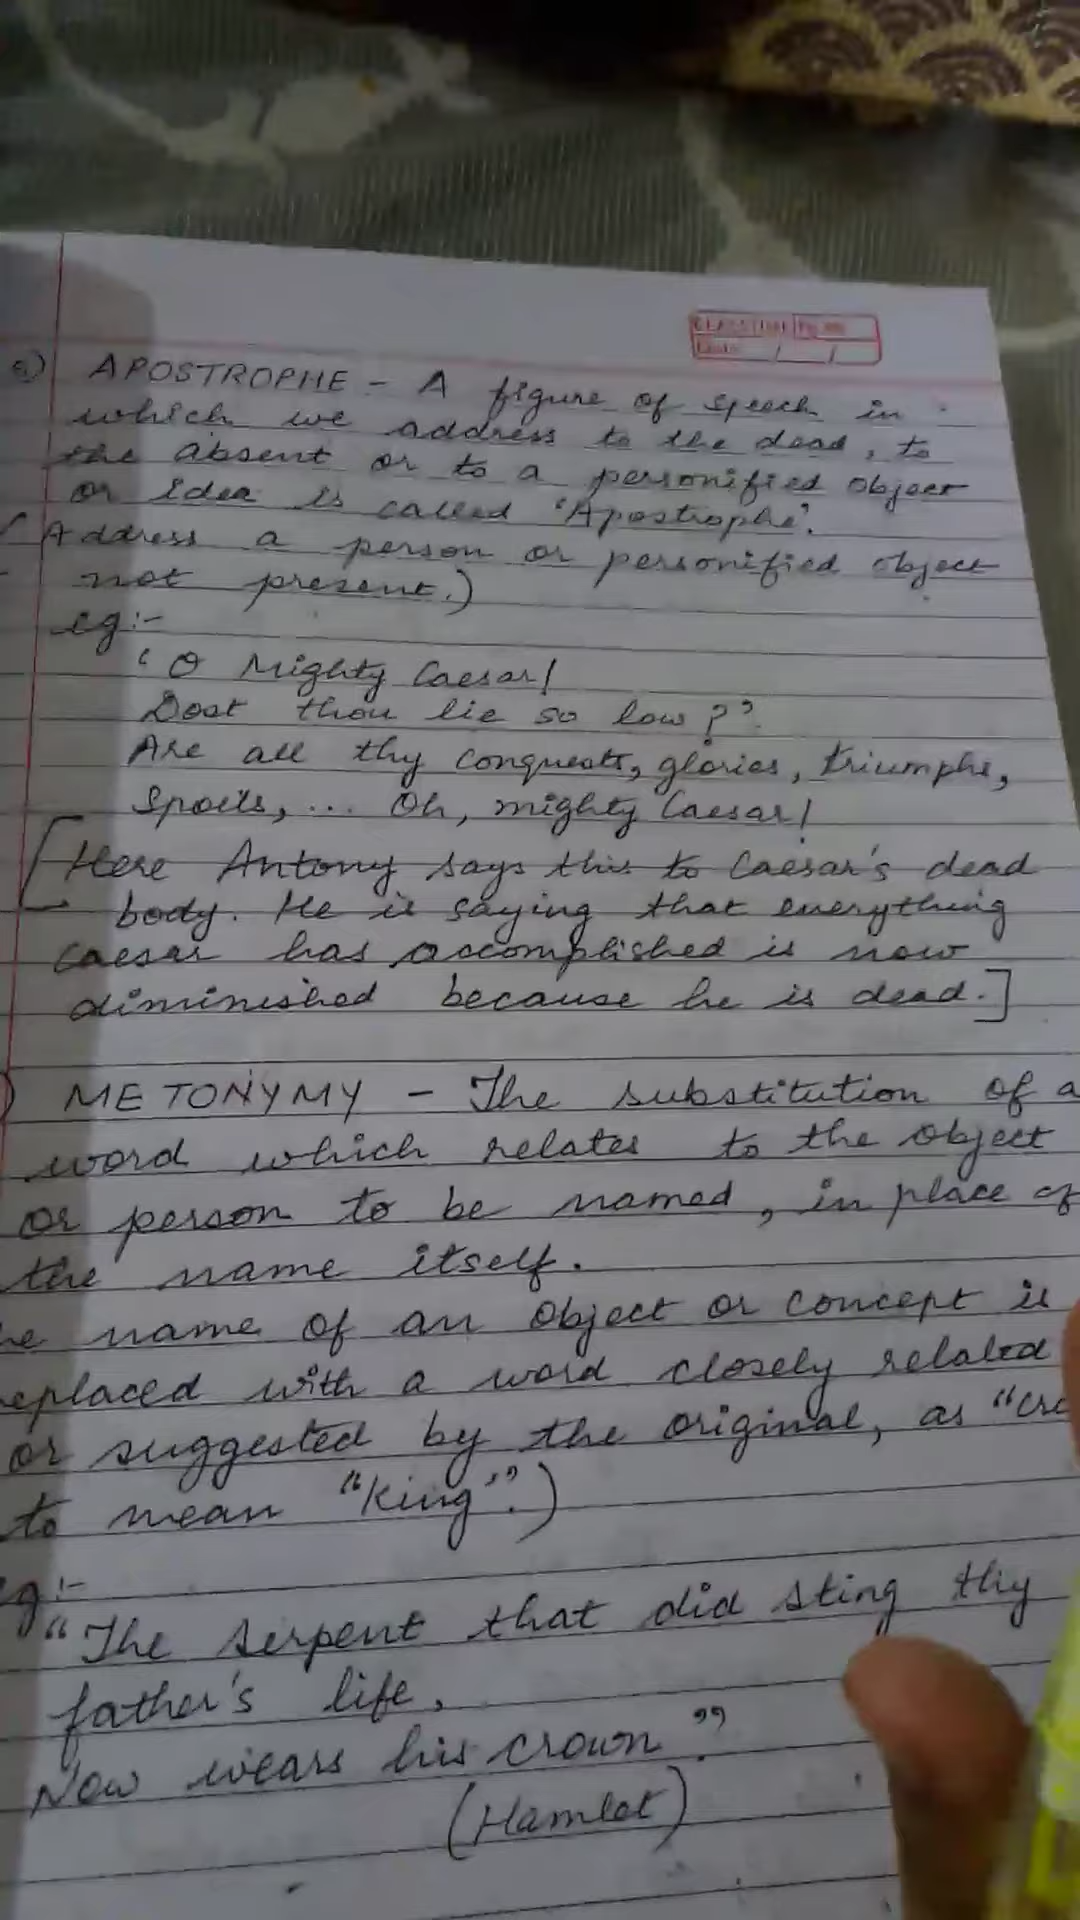 APOSTROPHE - A figure of speech in
which we address to the dead, to
the absent or to a personified object
or idea is called 'Apostrophe'.
(Address a person or personified object
not present.)
eg:-
'O Mighty Caesar!
Dost thou lie so low?'
Are all thy conquests, glories, triumphs,
spoils, ... Oh, mighty Caesar!
[Here Antony says this to Caesar's dead
body. He is saying that everything
Caesar has accomplished is now
diminished because he is dead.]
METONYMY - The substitution of a
word which relates to the object
or person to be named, in place of
the name itself.
name of an object or concept is
eplaced with a word closely related
or suggested by the original, as "cro
to mean "king".)
eg:-
"The serpent that did sting thy
father's life,
Now wears his crown."
(Hamlet)